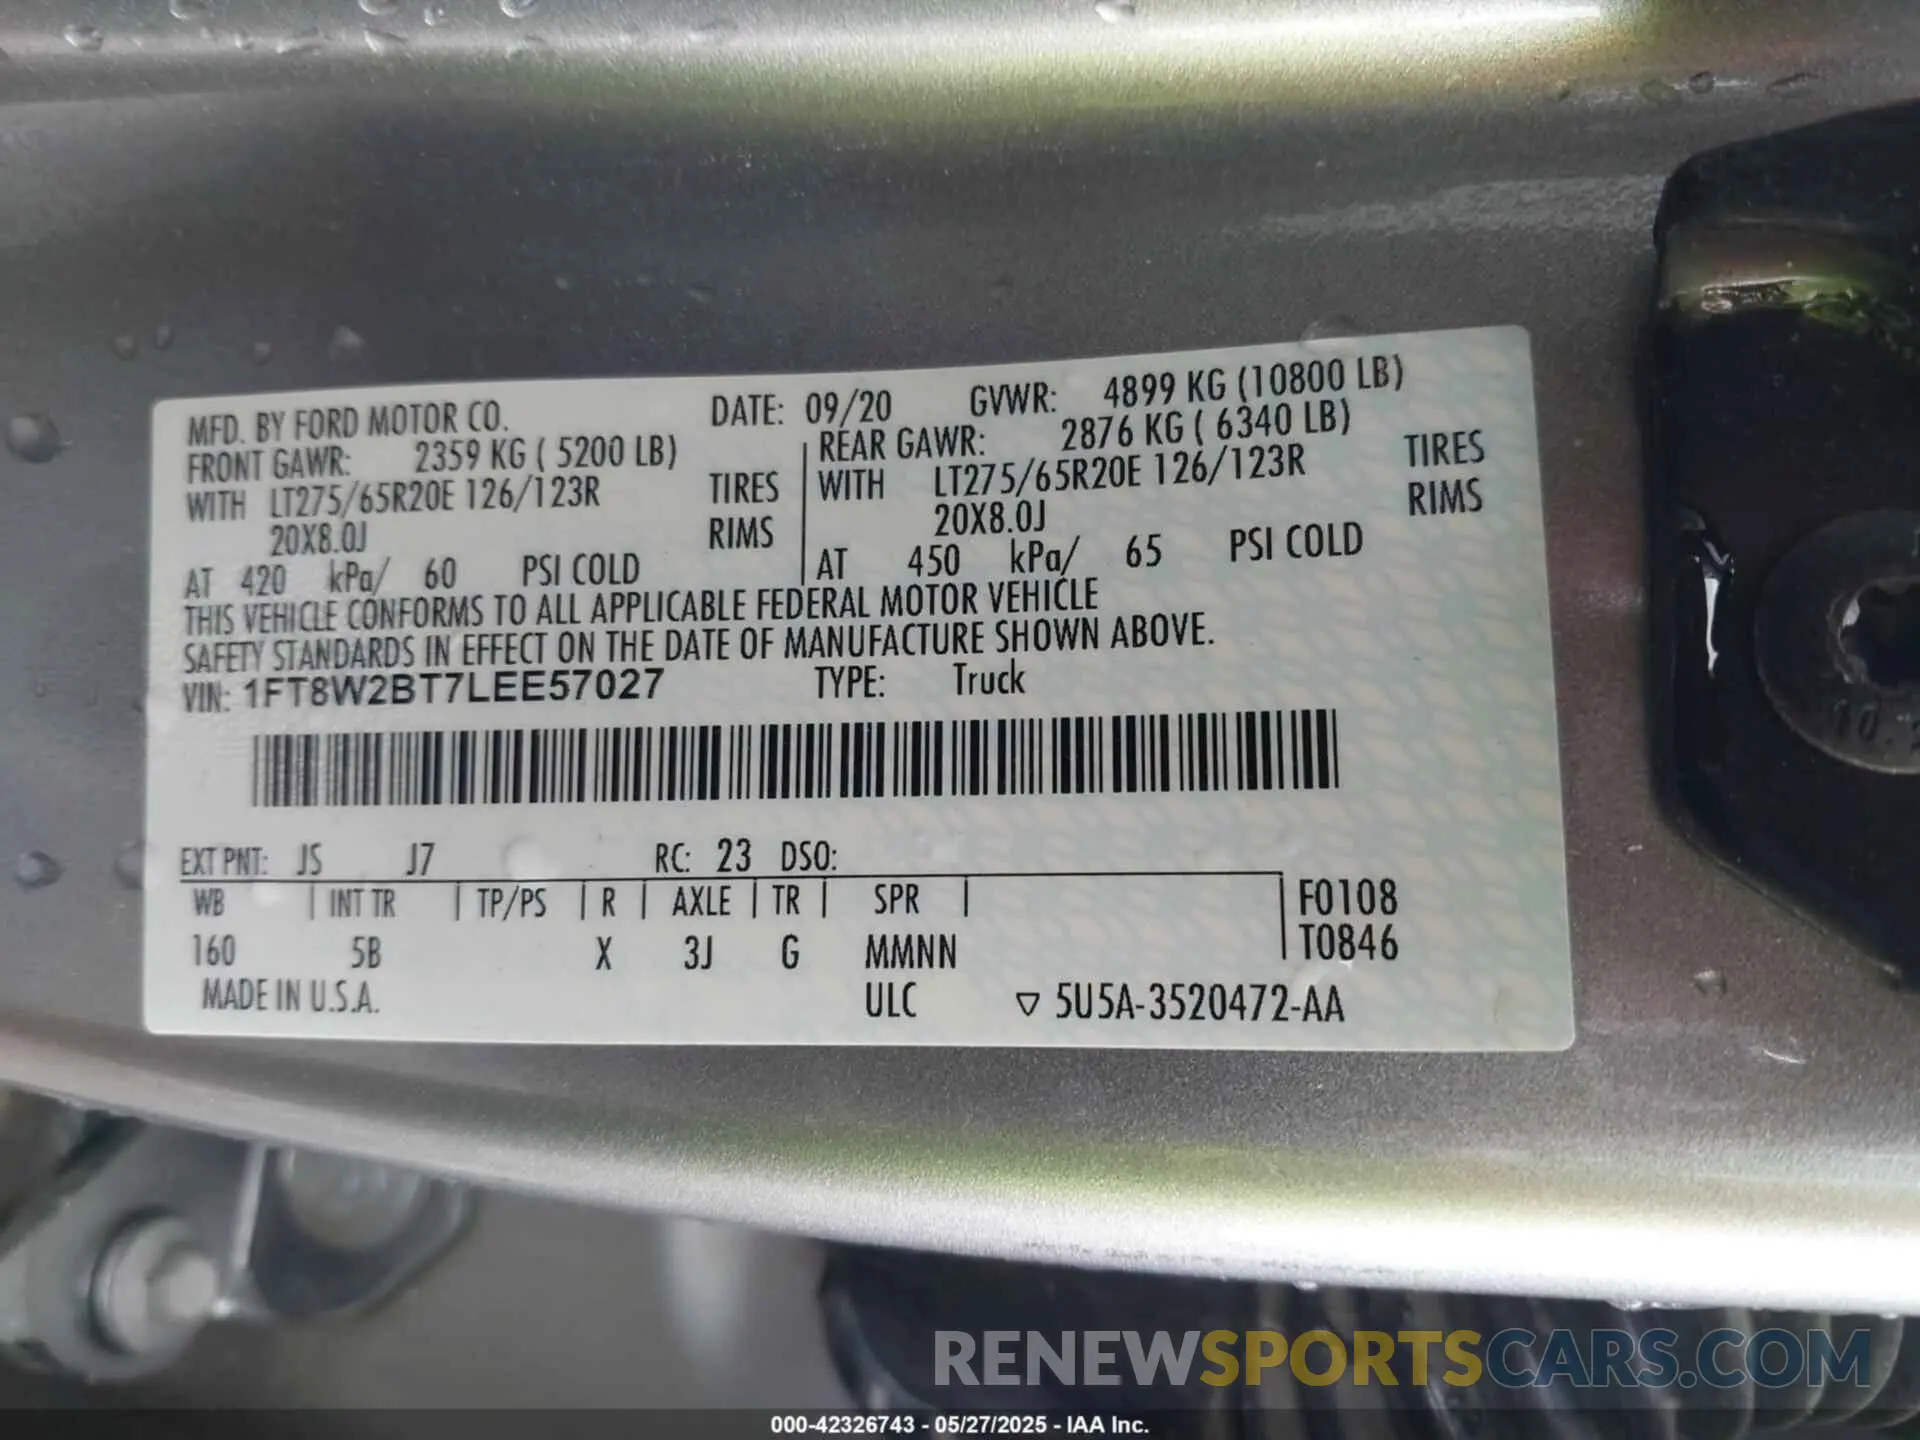 MFD. BY FORD MOTOR CO. DATE: 09/20 GVWR: 4899 KG (10800 LB)
FRONT GAWR: 2359 KG ( 5200 LB) REAR GAWR: 2876 KG ( 6340 LB)
WITH LT275/65R20E 126/123R TIRES WITH LT275/65R20E 126/123R TIRES
20X8.0J RIMS 20X8.0J RIMS
AT 420 kPa/ 60 PSI COLD AT 450 kPa/ 65 PSI COLD
THIS VEHICLE CONFORMS TO ALL APPLICABLE FEDERAL MOTOR VEHICLE
SAFETY STANDARDS IN EFFECT ON THE DATE OF MANUFACTURE SHOWN ABOVE.
VIN: 1FT8W2BT7LEE57027 TYPE: Truck
EXT PNT: JS J7 RC: 23 DSO:
WB INT TR TP/PS R AXLE TR SPR F0108
160 5B X 3J G MMNN T0846
MADE IN U.S.A. ULC ▽ 5U5A-3520472-AA
RENEWSPORTSCARS.COM
000-42326743 - 05/27/2025 - IAA Inc.